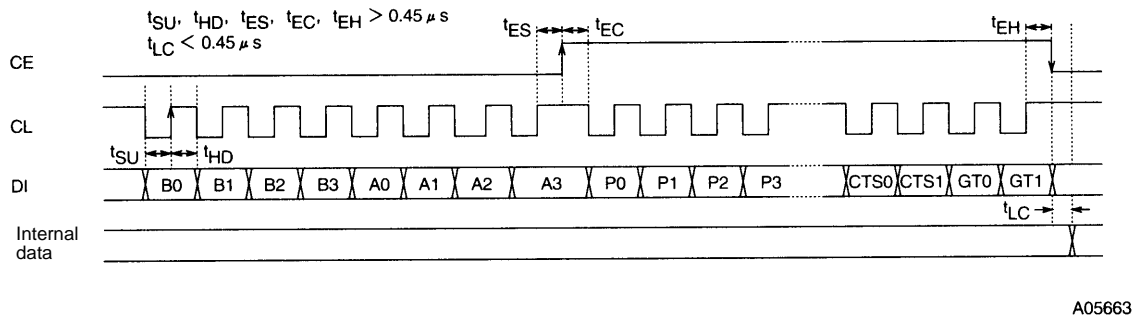 tSU, tHD, tES, tEC, tEH > 0.45 μs
tLC < 0.45 μs
tES tEC tEH
CE
CL
tSU tHD
DI B0 B1 B2 B3 A0 A1 A2 A3 P0 P1 P2 P3 CTS0 CTS1 GT0 GT1
tLC
Internal
data
A05663